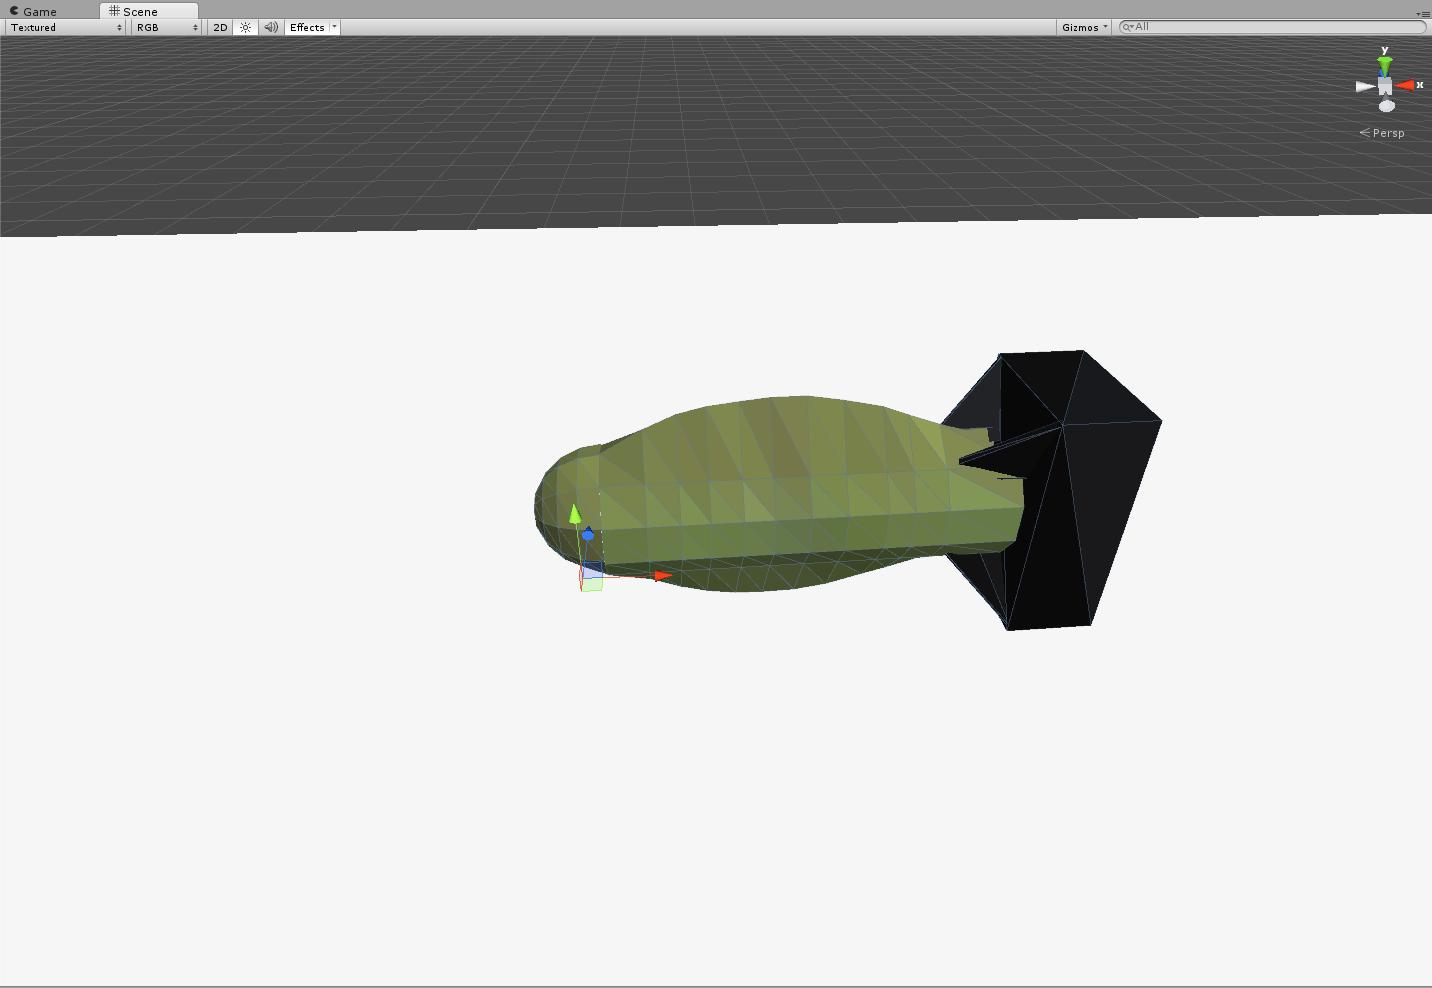 Game Scene
Textured RGB 2D Effects Gizmos All
y
x
Persp